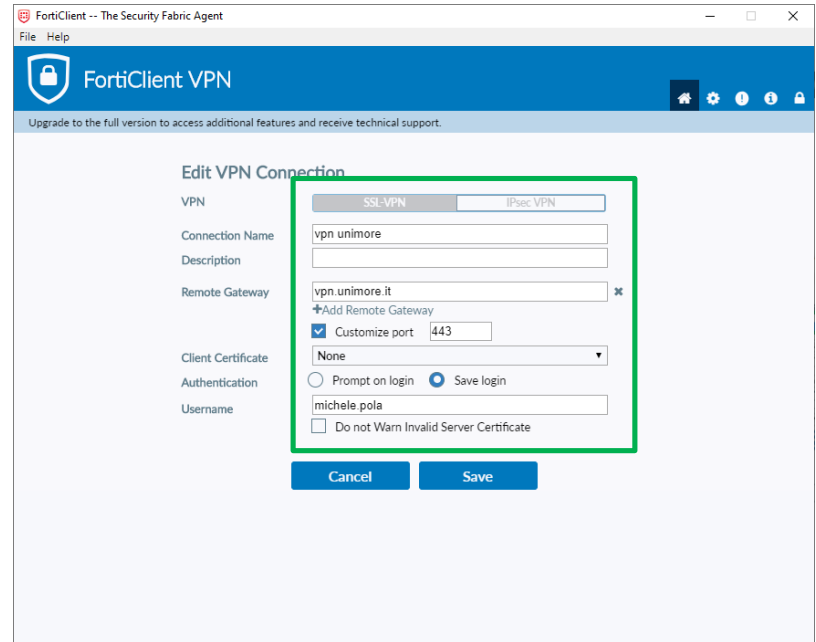 FortiClient -- The Security Fabric Agent
File Help
FortiClient VPN
Upgrade to the full version to access additional features and receive technical support.
Edit VPN Connection
VPN SSL-VPN IPsec VPN
Connection Name vpn unimore
Description
Remote Gateway vpn.unimore.it
+Add Remote Gateway
Customize port 443
Client Certificate None
Authentication Prompt on login Save login
Username michele.pola
Do not Warn Invalid Server Certificate
Cancel Save